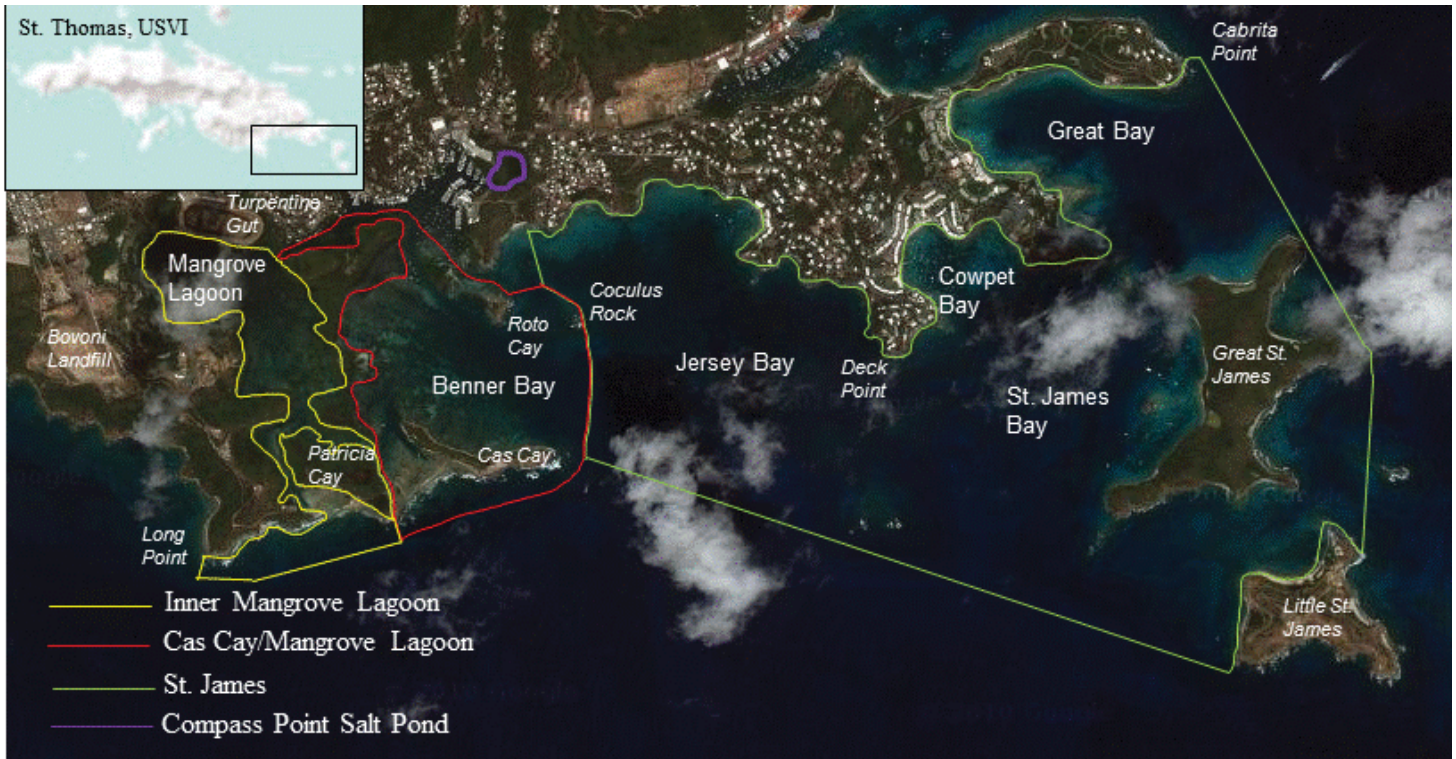 St. Thomas, USVI
Cabrita
Point
Great Bay
Turpentine
Gut
Mangrove
Lagoon
Cowpet
Bay
Coculus
Rock
Roto
Cay
Bovoni
Landfill
Jersey Bay
Deck
Point
Great St.
James
Benner Bay
St. James
Bay
Patricia
Cay
Cas Cay
Long
Point
Little St.
James
Inner Mangrove Lagoon
Cas Cay/Mangrove Lagoon
St. James
Compass Point Salt Pond